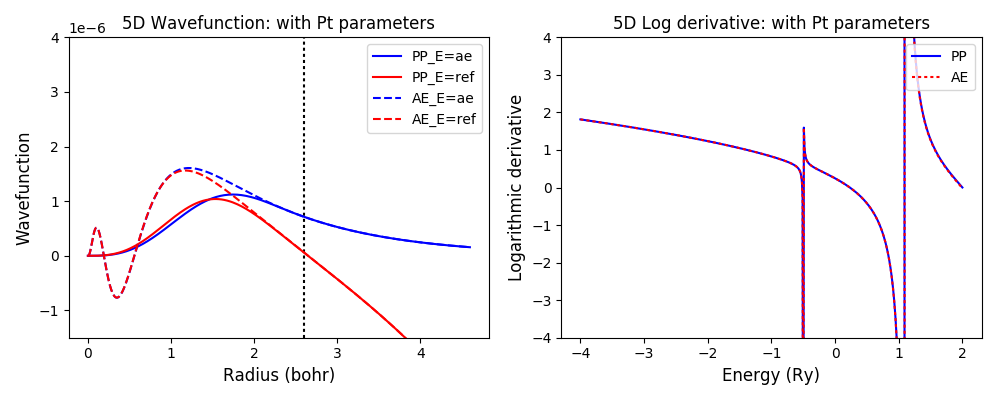 5D Wavefunction: with Pt parameters
1e−6
4
3
2
1
0
−1
Wavefunction
PP_E=ae
PP_E=ref
AE_E=ae
AE_E=ref
0 1 2 3 4
Radius (bohr)
5D Log derivative: with Pt parameters
4
3
2
1
0
−1
−2
−3
−4
Logarithmic derivative
PP
AE
−4 −3 −2 −1 0 1 2
Energy (Ry)